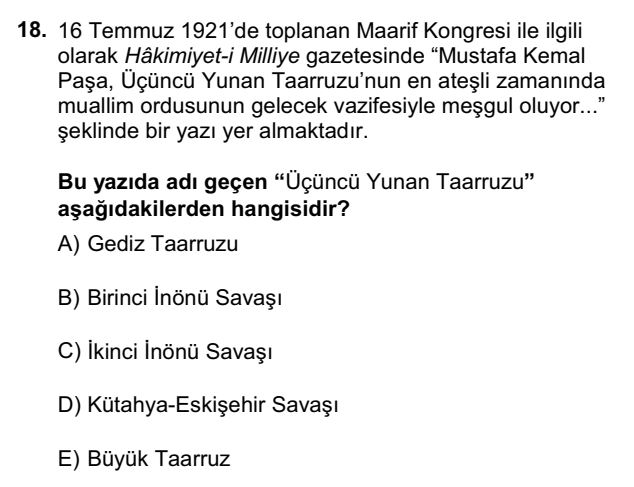 18. 16 Temmuz 1921’de toplanan Maarif Kongresi ile ilgili
olarak Hâkimiyet-i Milliye gazetesinde “Mustafa Kemal
Paşa, Üçüncü Yunan Taarruzu’nun en ateşli zamanında
muallim ordusunun gelecek vazifesiyle meşgul oluyor...”
şeklinde bir yazı yer almaktadır.
Bu yazıda adı geçen “Üçüncü Yunan Taarruzu”
aşağıdakilerden hangisidir?
A) Gediz Taarruzu
B) Birinci İnönü Savaşı
C) İkinci İnönü Savaşı
D) Kütahya-Eskişehir Savaşı
E) Büyük Taarruz